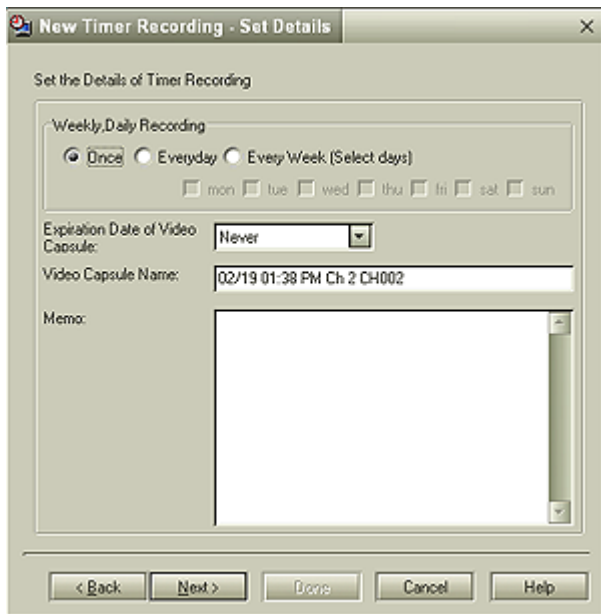 New Timer Recording - Set Details
Set the Details of Timer Recording
Weekly,Daily Recording
Once Everyday Every Week (Select days)
mon tue wed thu fri sat sun
Expiration Date of Video
Capsule:
Never
Video Capsule Name:
02/19 01:38 PM Ch 2 CH002
Memo:
< Back Next > Done Cancel Help